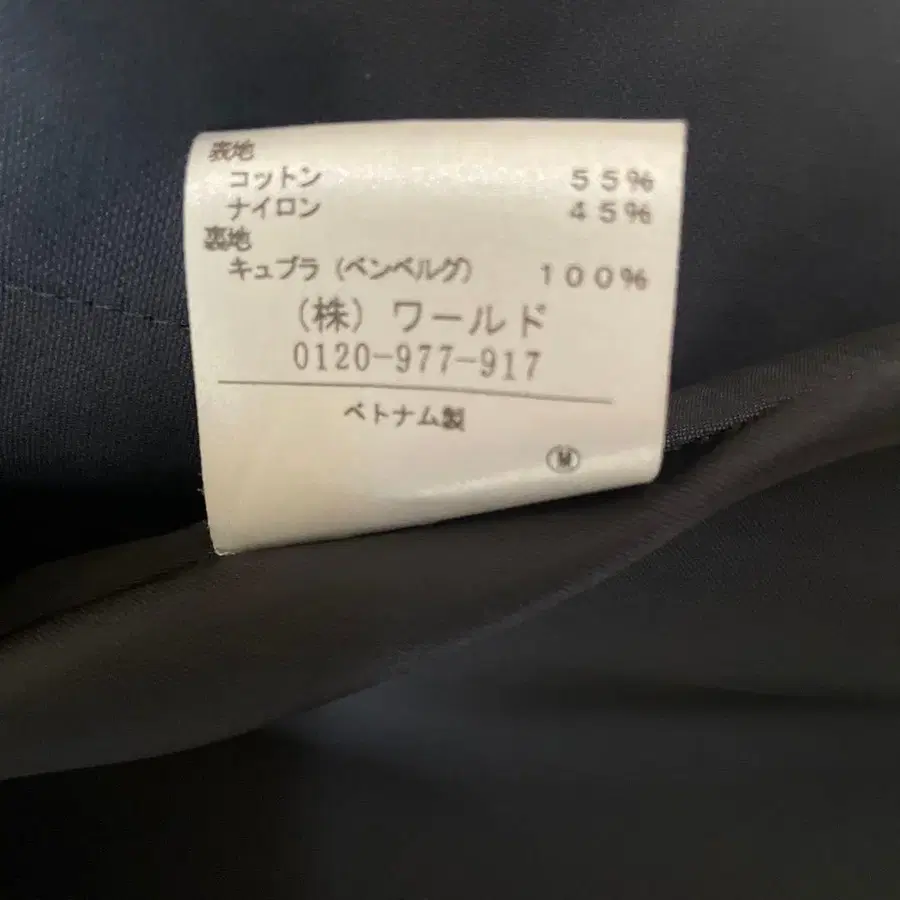 表地
コットン 55%
ナイロン 45%
裏地
キュプラ (ベンベルグ) 100%
(株) ワールド
0120-977-917
ベトナム製
Ⓜ